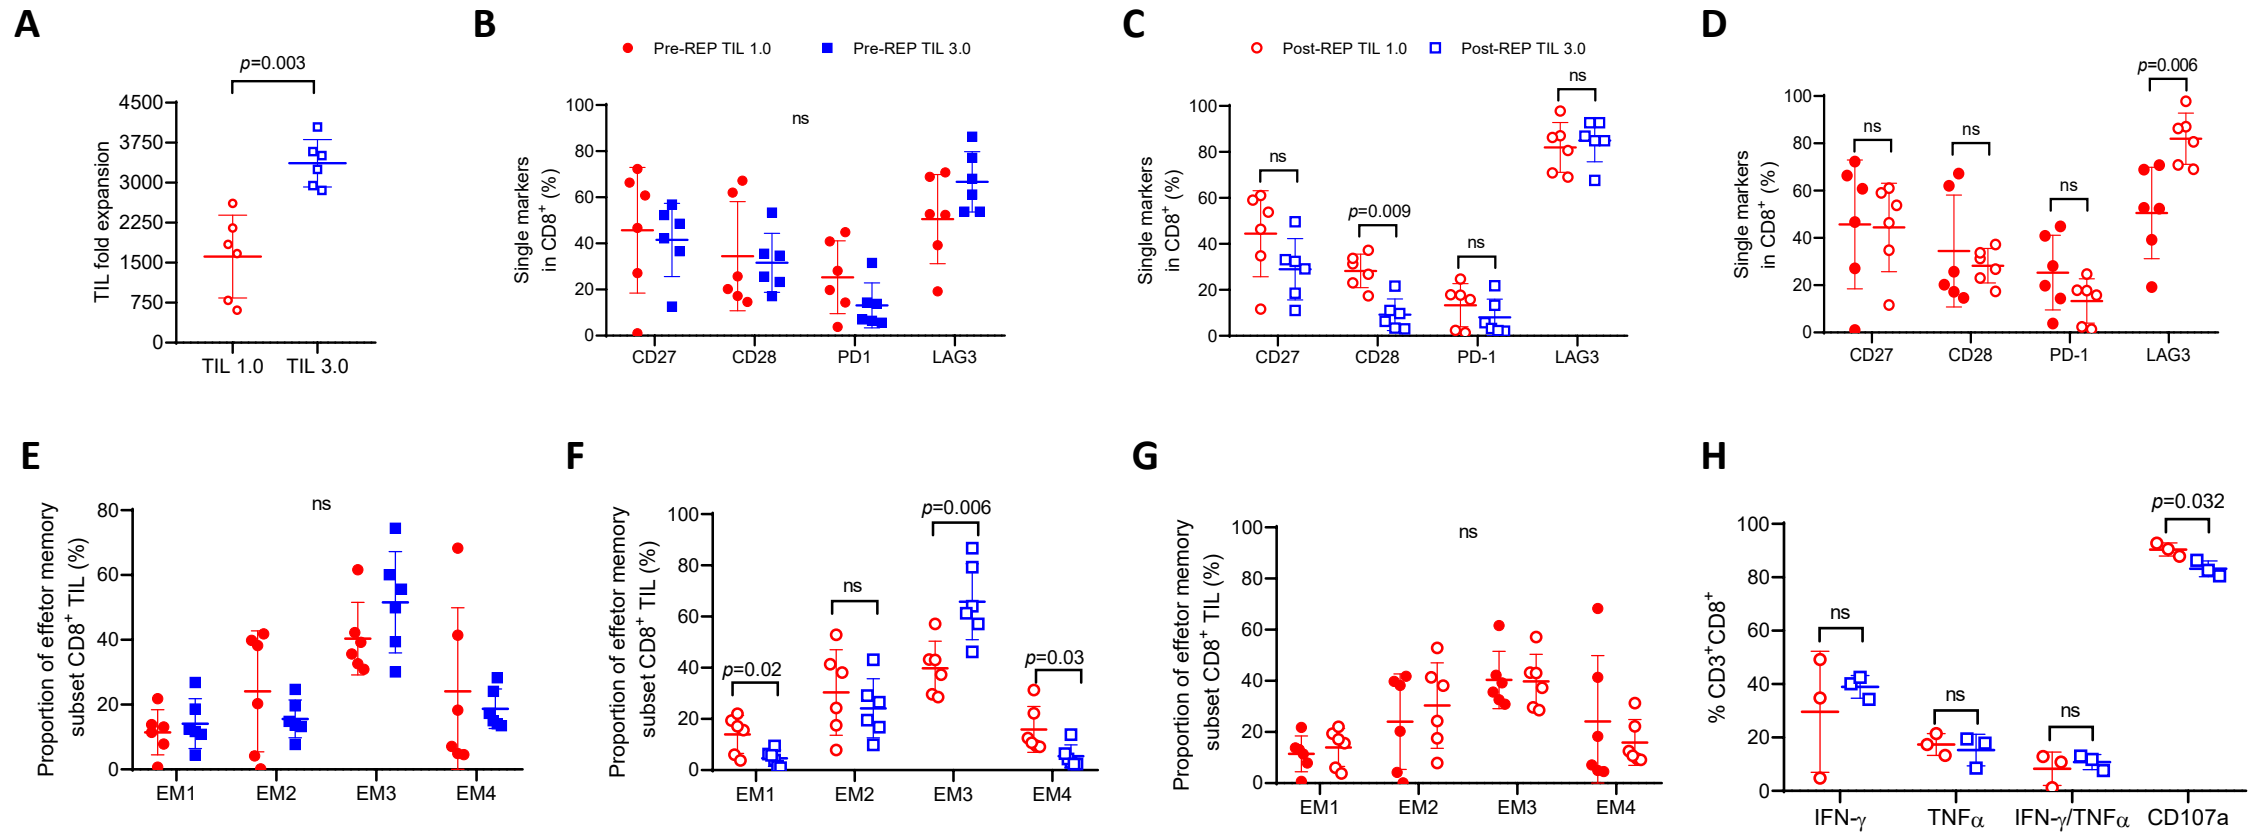 A
p=0.003
TIL fold expansion
4500
3750
3000
2250
1500
750
0
TIL 1.0 TIL 3.0
B
Pre-REP TIL 1.0 Pre-REP TIL 3.0
ns
Single markers
in CD8+ (%)
100
80
60
40
20
0
CD27 CD28 PD1 LAG3
C
Post-REP TIL 1.0 Post-REP TIL 3.0
ns
p=0.009
ns
ns
Single markers
in CD8+ (%)
100
80
60
40
20
0
CD27 CD28 PD-1 LAG3
D
ns
ns
ns
p=0.006
Single markers
in CD8+ (%)
100
80
60
40
20
0
CD27 CD28 PD-1 LAG3
E
ns
Proportion of effetor memory
subset CD8+ TIL (%)
80
60
40
20
0
EM1 EM2 EM3 EM4
F
p=0.02
ns
p=0.006
p=0.03
Proportion of effetor memory
subset CD8+ TIL (%)
100
80
60
40
20
0
EM1 EM2 EM3 EM4
G
ns
Proportion of effetor memory
subset CD8+ TIL (%)
100
80
60
40
20
0
EM1 EM2 EM3 EM4
H
ns
ns
ns
p=0.032
% CD3+CD8+
100
80
60
40
20
0
IFN-γ TNFα IFN-γ/TNFα CD107a